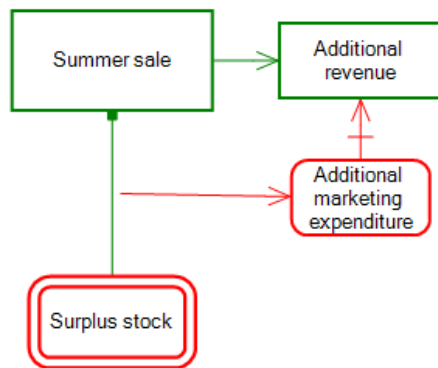 Summer sale
Additional
revenue
Additional
marketing
expenditure
Surplus stock